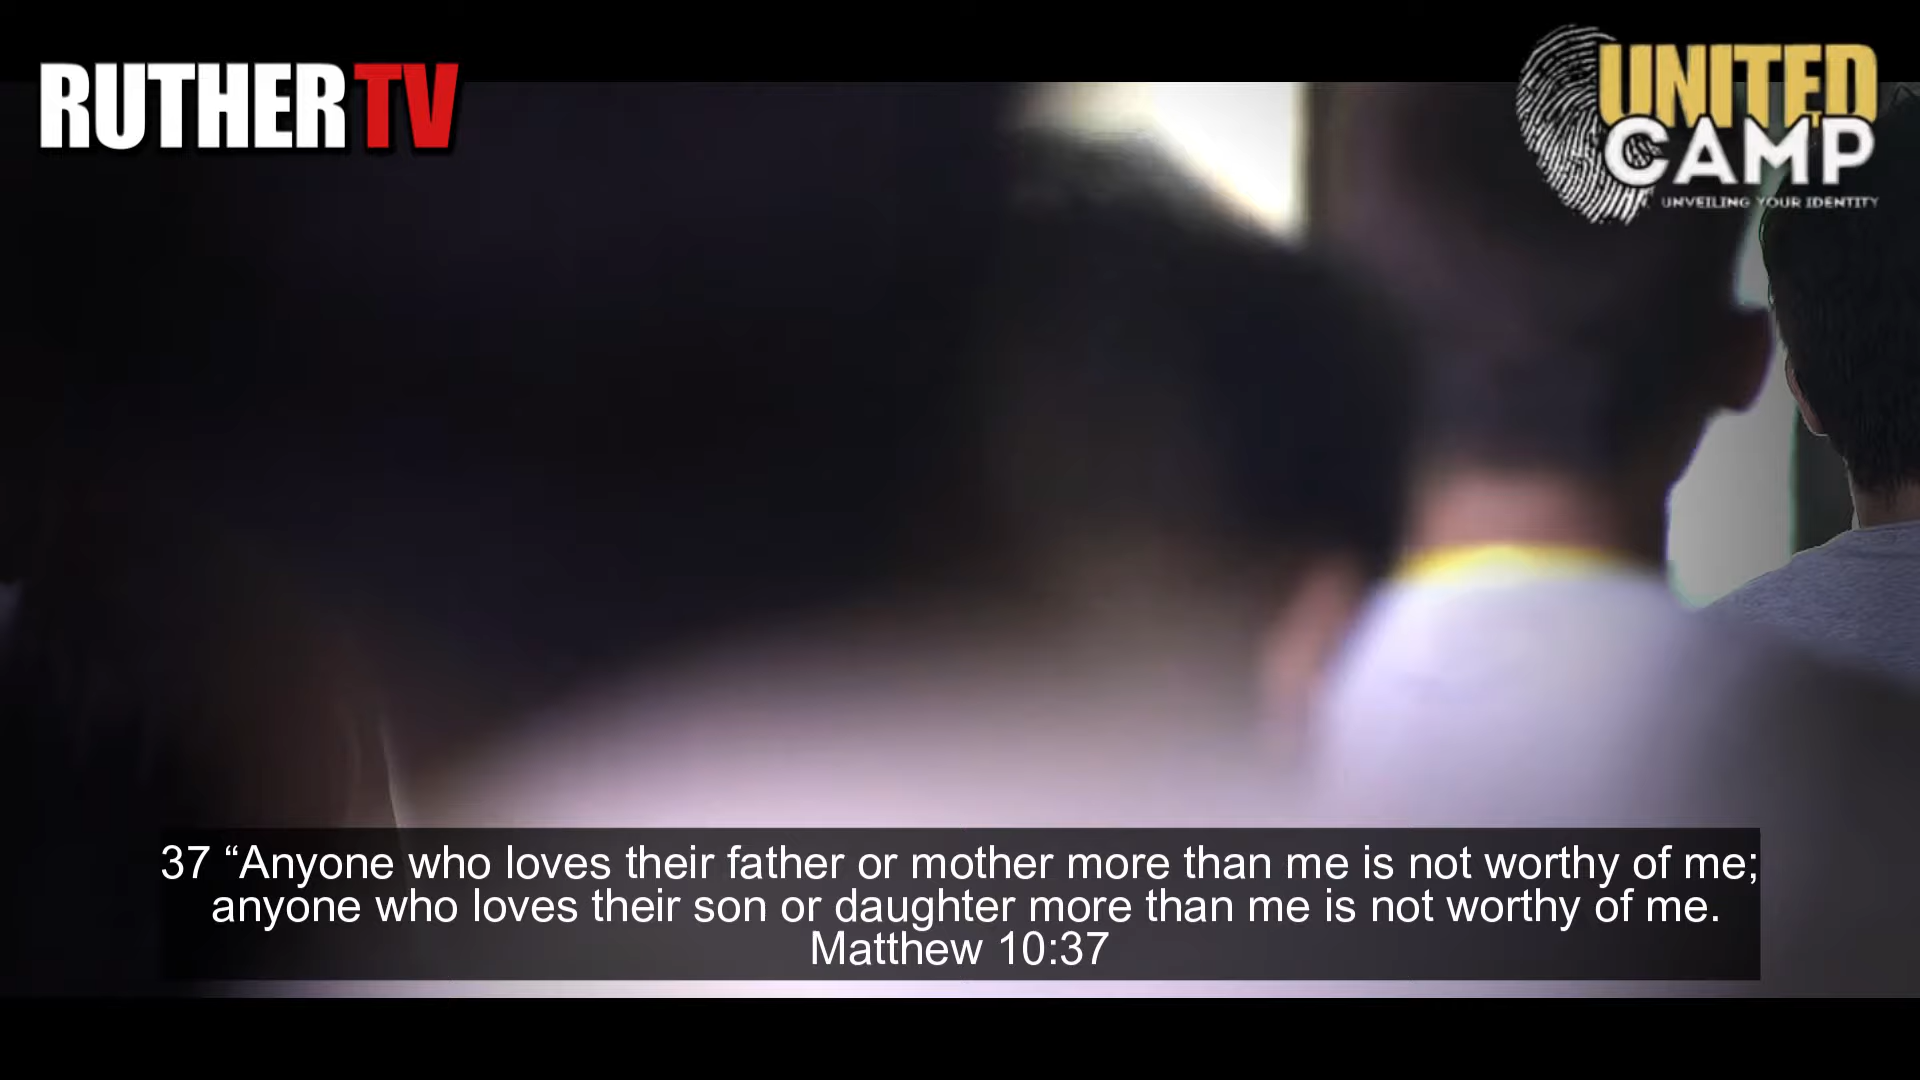 RUTHER TV
UNITED
CAMP
UNVEILING YOUR IDENTITY
37 “Anyone who loves their father or mother more than me is not worthy of me;
anyone who loves their son or daughter more than me is not worthy of me.
Matthew 10:37